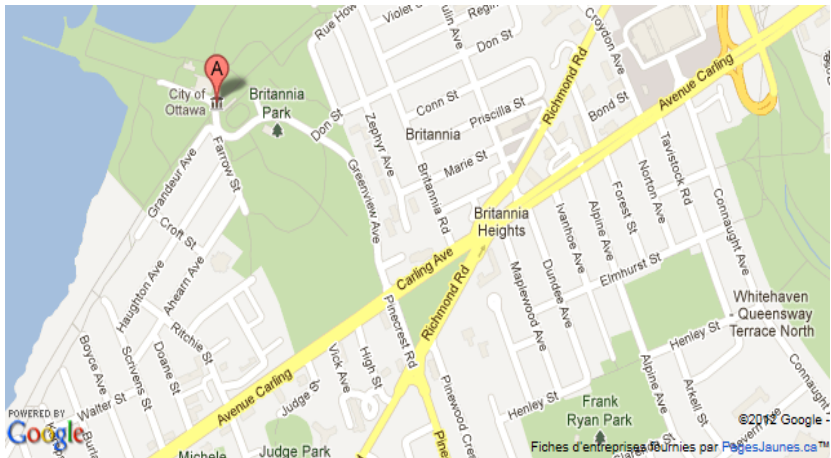 Rue How
Violet St
ulin Ave
Regin
Croydon Ave
Don St
Richmond Rd
Avenue Carling
A
City of
Ottawa
Britannia
Park
Don St
Conn St
Priscilla St
Bond St
Zephyr Ave
Britannia
Marie St
Farrow St
Grandeur Ave
Greenview Ave
Britannia Rd
Tavistock Rd
Norton Ave
Forest St
Alpine Ave
Ivanhoe Ave
Connaught Ave
Britannia
Heights
Croft St
Carling Ave
Richmond Rd
Elmhurst St
Haughton Ave
Ahearn Ave
Dundee Ave
Maplewood Ave
Whitehaven
- Queensway
Terrace North
Ritchie St
Pinecrest Rd
Henley St
Boyce Ave
Scrivens St
Doane St
Vick Ave
High St
Connaught
Walter St
Avenue Carling
Judge St
Pinewood Cres
Henley St
Alpine Ave
Arkell St
Frank
Ryan Park
POWERED BY
Google
Michele
Judge Park
©2012 Google -
Fiches d'entreprises fournies par PagesJaunes.ca™